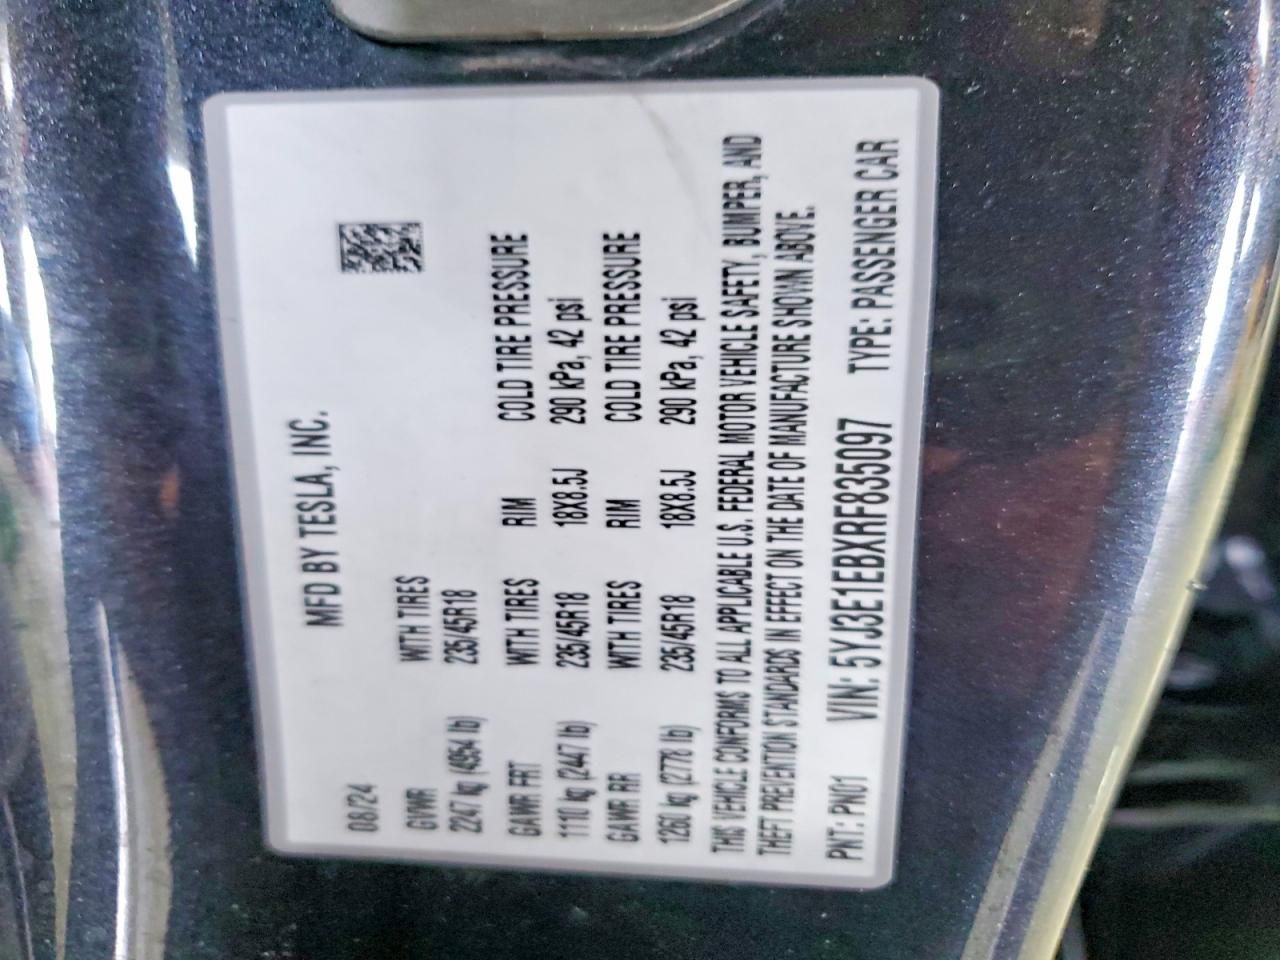 MFD BY TESLA, INC.
08/24
GVWR WITH TIRES
2247 kg (4954 lb) 235/45R18
GAWR FRT WITH TIRES RIM COLD TIRE PRESSURE
1110 kg (2447 lb) 235/45R18 18X8.5J 290 kPa, 42 psi
GAWR RR WITH TIRES RIM COLD TIRE PRESSURE
1260 kg (2778 lb) 235/45R18 18X8.5J 290 kPa, 42 psi
THIS VEHICLE CONFORMS TO ALL APPLICABLE U.S. FEDERAL MOTOR VEHICLE SAFETY, BUMPER, AND
THEFT PREVENTION STANDARDS IN EFFECT ON THE DATE OF MANUFACTURE SHOWN ABOVE.
PNT: PN01 VIN: 5YJ3E1EBXRF835097 TYPE: PASSENGER CAR